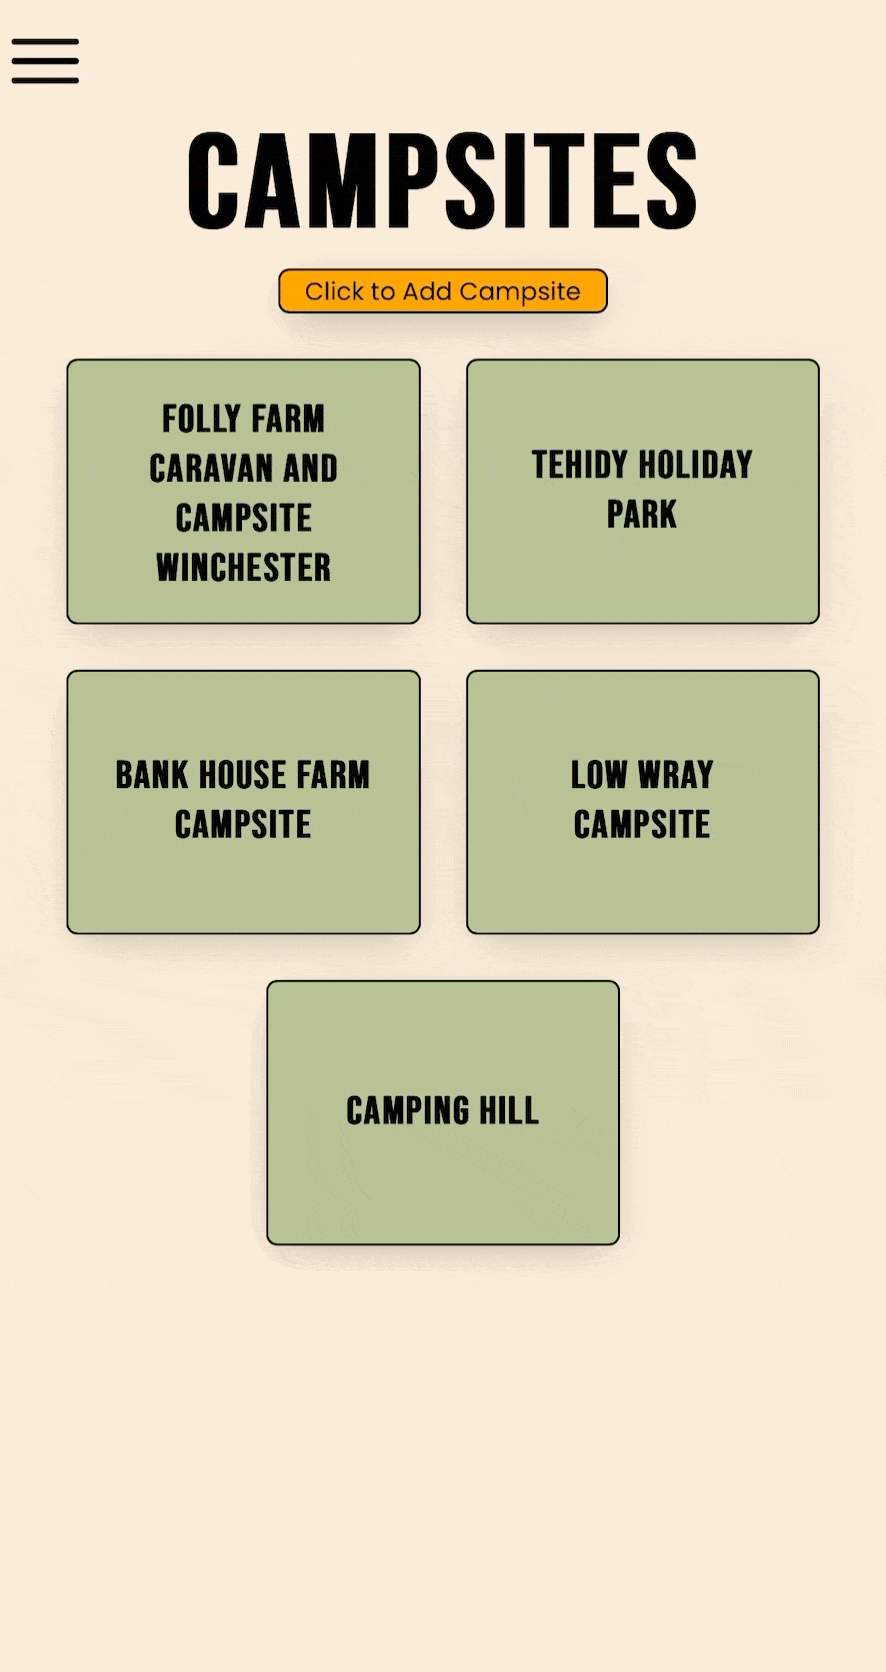 CAMPSITES
Click to Add Campsite
FOLLY FARM
CARAVAN AND
CAMPSITE
WINCHESTER
TEHIDY HOLIDAY
PARK
BANK HOUSE FARM
CAMPSITE
LOW WRAY
CAMPSITE
CAMPING HILL